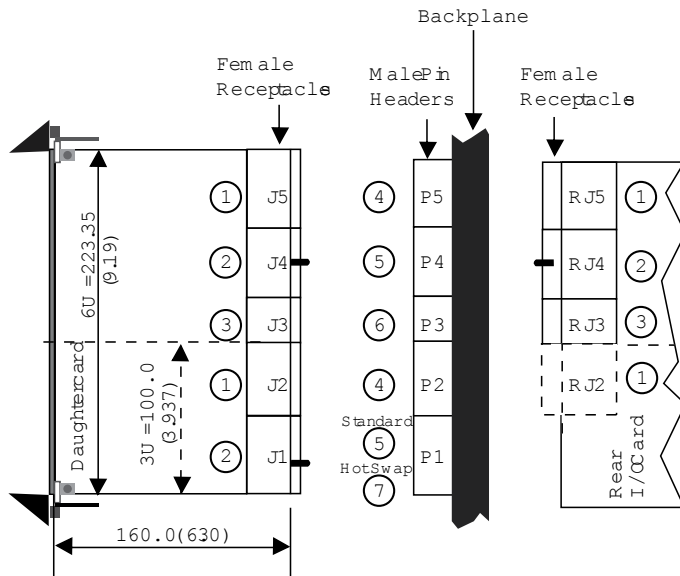 Backplane
Female
Receptacle
Male Pin
Headers
Female
Receptacle
1
J5
4
P5
RJ5
1
2
J4
5
P4
RJ4
2
6U =223.35
(9.19)
3
J3
6
P3
RJ3
3
Daughtercard
3U =100.0
(3.937)
1
J2
4
P2
RJ2
1
Standard
5
HotSwap
7
2
J1
P1
Rear
I/O Card
160.0(630)